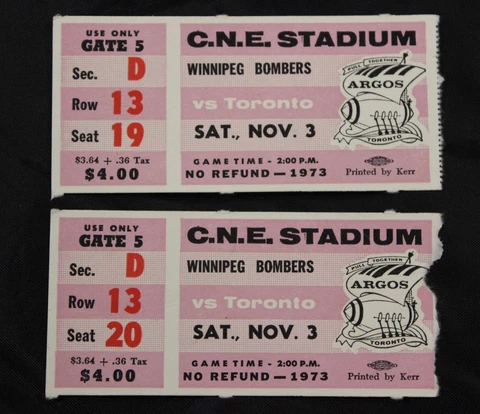 USE ONLY
GATE 5
Sec. D
Row 13
Seat 19
$3.64 + .36 Tax
$4.00
C.N.E. STADIUM
WINNIPEG BOMBERS
vs Toronto
SAT., NOV. 3
GAME TIME - 2:00 P.M.
NO REFUND — 1973
PULL TOGETHER
ARGOS
TORONTO
Printed by Kerr
USE ONLY
GATE 5
Sec. D
Row 13
Seat 20
$3.64 + .36 Tax
$4.00
C.N.E. STADIUM
WINNIPEG BOMBERS
vs Toronto
SAT., NOV. 3
GAME TIME - 2:00 P.M.
NO REFUND — 1973
PULL TOGETHER
ARGOS
TORONTO
Printed by Kerr